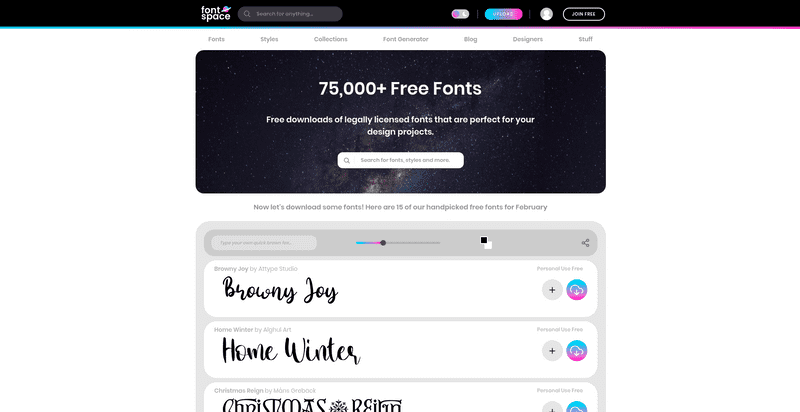 font
space
Search for anything...
UPLOAD
JOIN FREE
Fonts Styles Collections Font Generator Blog Designers Stuff
75,000+ Free Fonts
Free downloads of legally licensed fonts that are perfect for your
design projects.
Search for fonts, styles and more.
Now let's download some fonts! Here are 15 of our handpicked free fonts for February
Type your own quick brown fox...
Browny Joy by Attype Studio Personal Use Free
Browny Joy
Home Winter by Alghul Art Personal Use Free
Home Winter
Christmas Reign by Måns Grebäck Personal Use Free
Christmas Reign